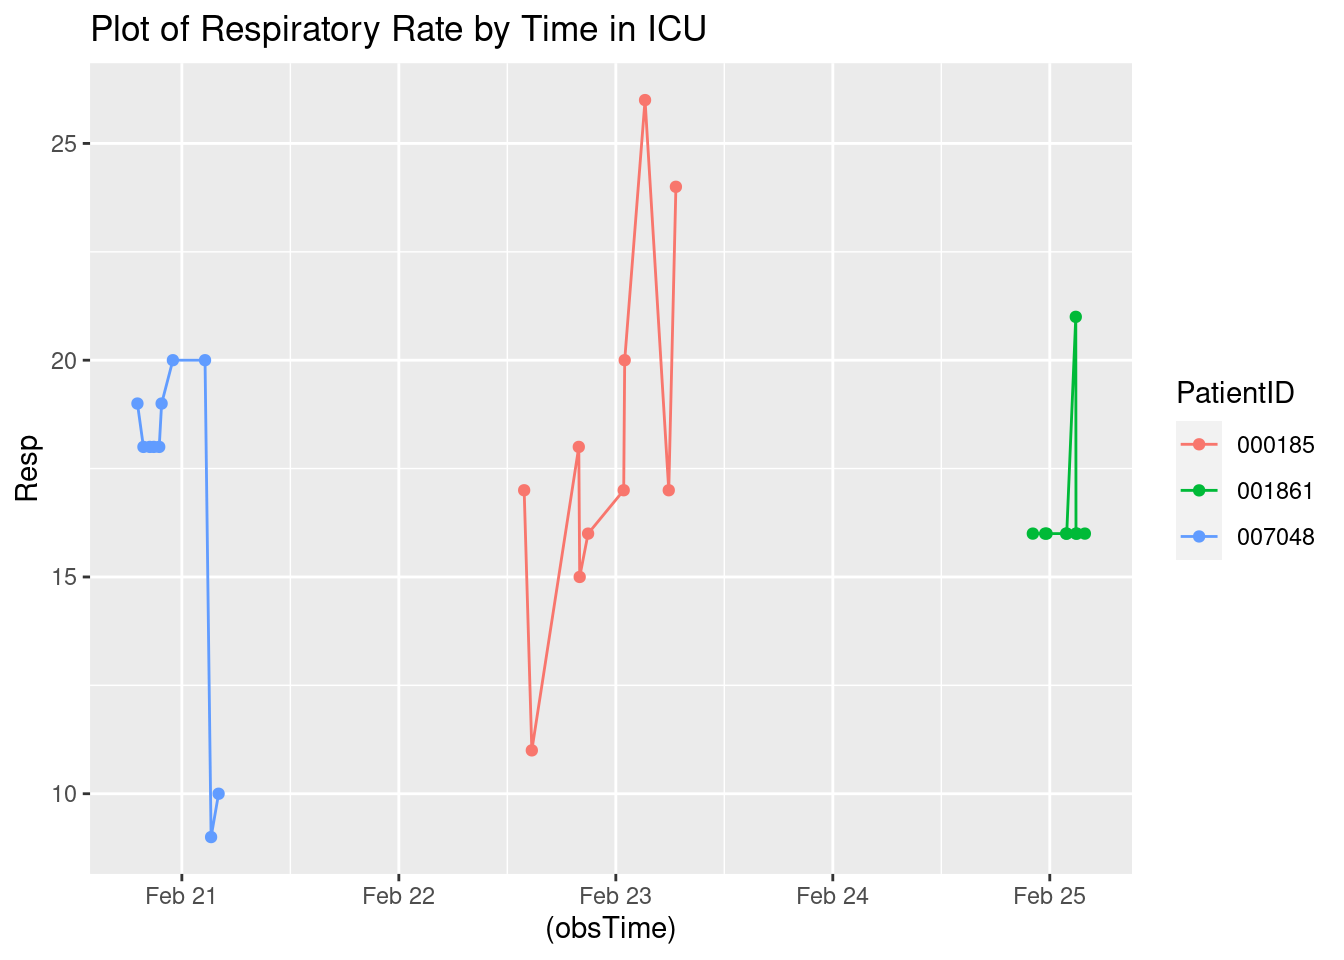 Plot of Respiratory Rate by Time in ICU
25
20
15
10
Resp
Feb 21
Feb 22
Feb 23
Feb 24
Feb 25
(obsTime)
PatientID
000185
001861
007048